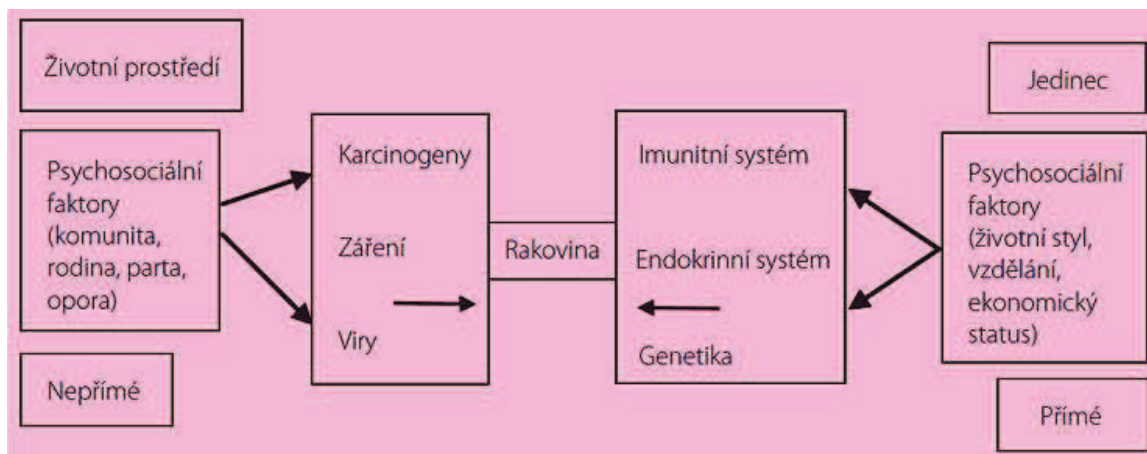 Životní prostředí
Psychosociální
faktory
(komunita,
rodina, parta,
opora)
Nepřímé
Karcinogeny
Záření
Viry
Rakovina
Imunitní systém
Endokrinní systém
Genetika
Jedinec
Psychosociální
faktory
(životní styl,
vzdělání,
ekonomický
status)
Přímé